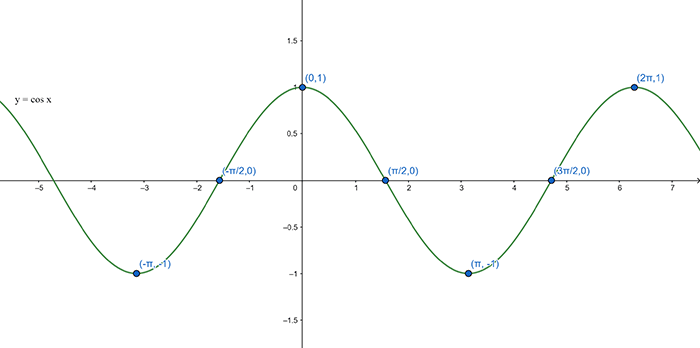 1.5
(0,1)
(2π,1)
1
y = cos x
0.5
(-π/2,0)
(π/2,0)
(3π/2,0)
−5 −4 −3 −2 −1 0 1 2 3 4 5 6 7
−0.5
(-π,-1)
(π, -1)
−1
−1.5